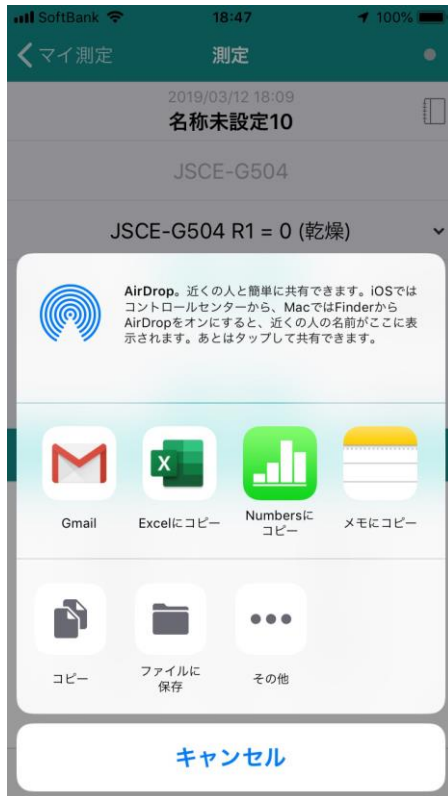 SoftBank 18:47 100%
マイ測定 測定
2019/03/12 18:09
名称未設定10
JSCE-G504
JSCE-G504 R1 = 0 (乾燥)
AirDrop。近くの人と簡単に共有できます。iOSでは
コントロールセンターから、MacではFinderから
AirDropをオンにすると、近くの人の名前がここに表
示されます。あとはタップして共有できます。
Gmail Excelにコピー Numbersに メモにコピー
コピー
コピー ファイルに その他
保存
キャンセル